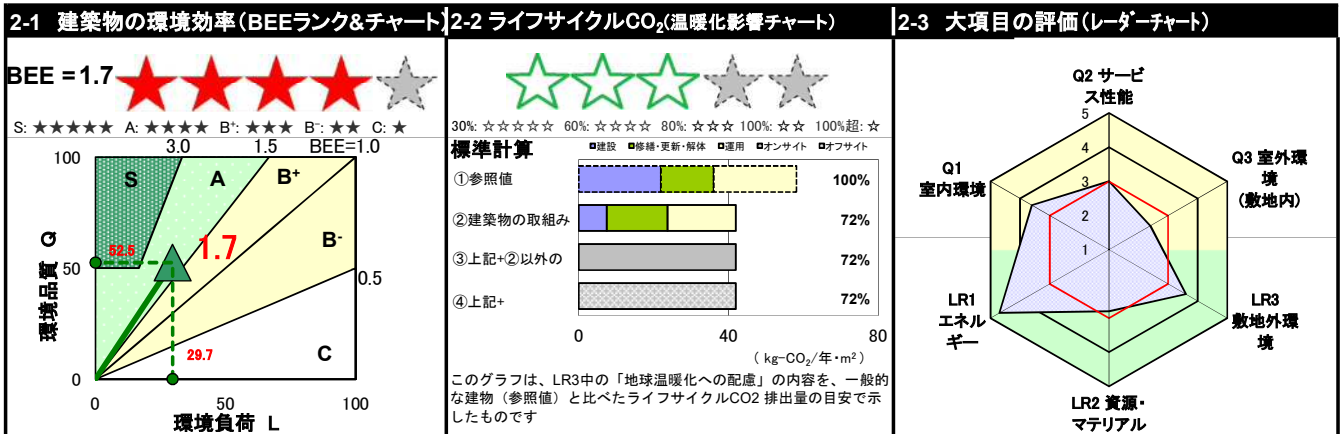 2-1 建築物の環境効率(BEEランク&チャート)
BEE = 1.7
S: ★★★★★ A: ★★★★ B+: ★★★ B-: ★★ C: ★
3.0 1.5 BEE=1.0
100
S A B+
1.7
B-
52.5
50
0.5
環境品質 Q
29.7
C
0
0 50 100
環境負荷 L
2-2 ライフサイクルCO2(温暖化影響チャート)
30%: ☆☆☆☆☆ 60%: ☆☆☆☆ 80%: ☆☆☆ 100%: ☆☆ 100%超: ☆
標準計算
■建設 ■修繕・更新・解体 □運用 ■オンサイト ■オフサイト
①参照値 100%
②建築物の取組み 72%
③上記+②以外の 72%
④上記+ 72%
0 40 80
( kg-CO2/年・m2 )
このグラフは、LR3中の「地球温暖化への配慮」の内容を、一般的
な建物(参照値)と比べたライフサイクルCO2 排出量の目安で示
したものです
2-3 大項目の評価(レーダーチャート)
Q2 サービ
ス性能
5
4
3
2
1
Q1
室内環境
Q3 室外環
境
(敷地内)
LR1
エネル
ギー
LR3
敷地外環
境
LR2 資源・
マテリアル